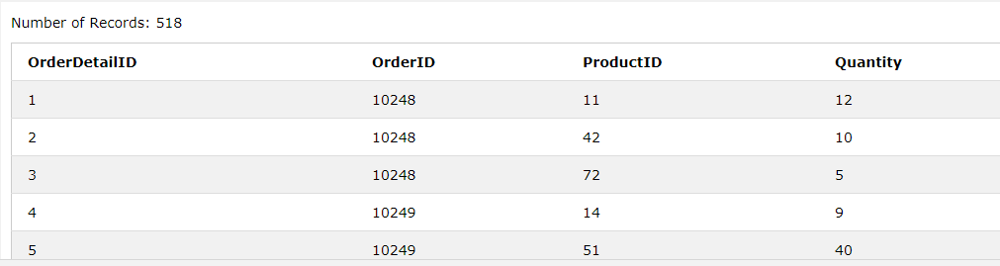 Number of Records: 518
OrderDetailID OrderID ProductID Quantity
1 10248 11 12
2 10248 42 10
3 10248 72 5
4 10249 14 9
5 10249 51 40